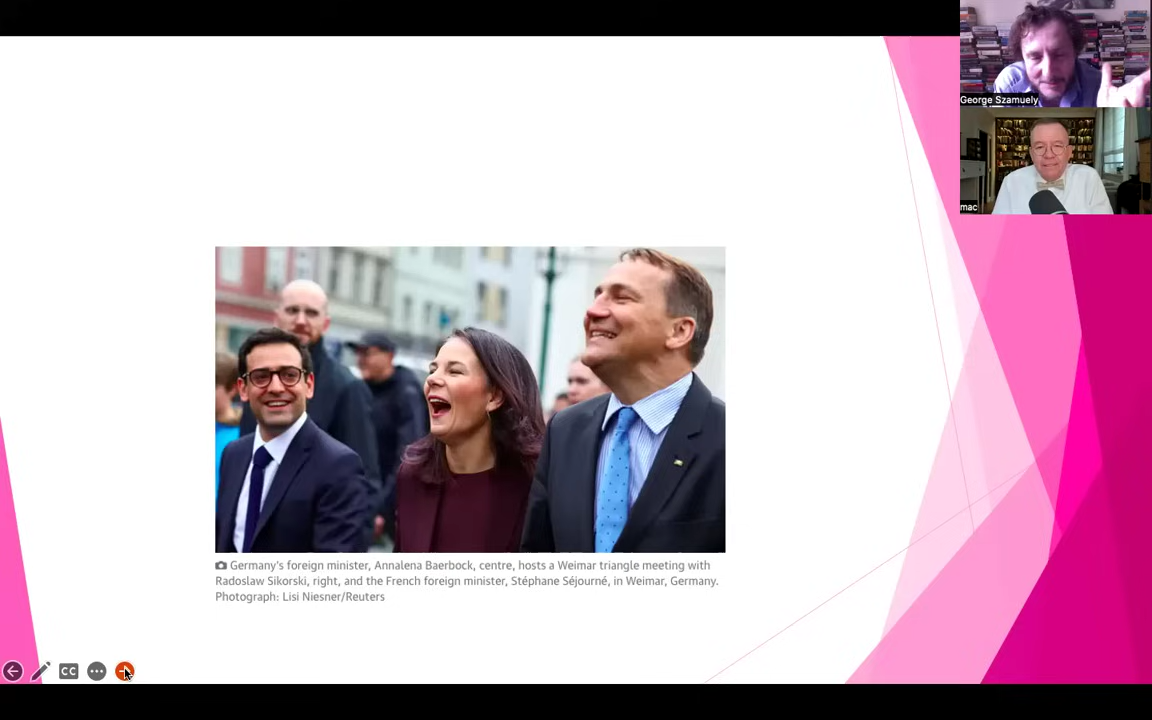 George Szamuely
mac
Germany's foreign minister, Annalena Baerbock, centre, hosts a Weimar triangle meeting with
Radoslaw Sikorski, right, and the French foreign minister, Stéphane Séjourné, in Weimar, Germany.
Photograph: Lisi Niesner/Reuters
CC